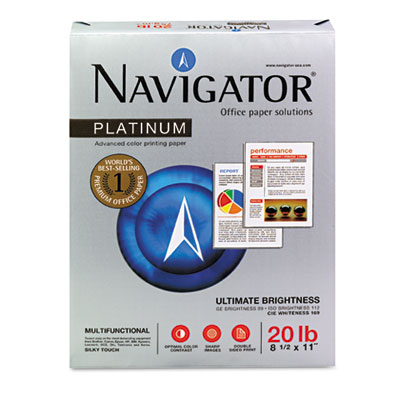 20 lb
www.navigator-usa.com
NAVIGATOR®
Office paper solutions
PLATINUM
Advanced color printing paper
WORLD'S
BEST-SELLING
1
PREMIUM OFFICE PAPER
REPORT
performance
ULTIMATE BRIGHTNESS
GE BRIGHTNESS 99 - ISO BRIGHTNESS 113
CIE WHITENESS 169
MULTIFUNCTIONAL
SILKY TOUCH
OPTIMAL COLOR
CONTRAST
SHARP
IMAGES
DOUBLE
SIDED PRINT
20 lb
8 1/2 x 11"